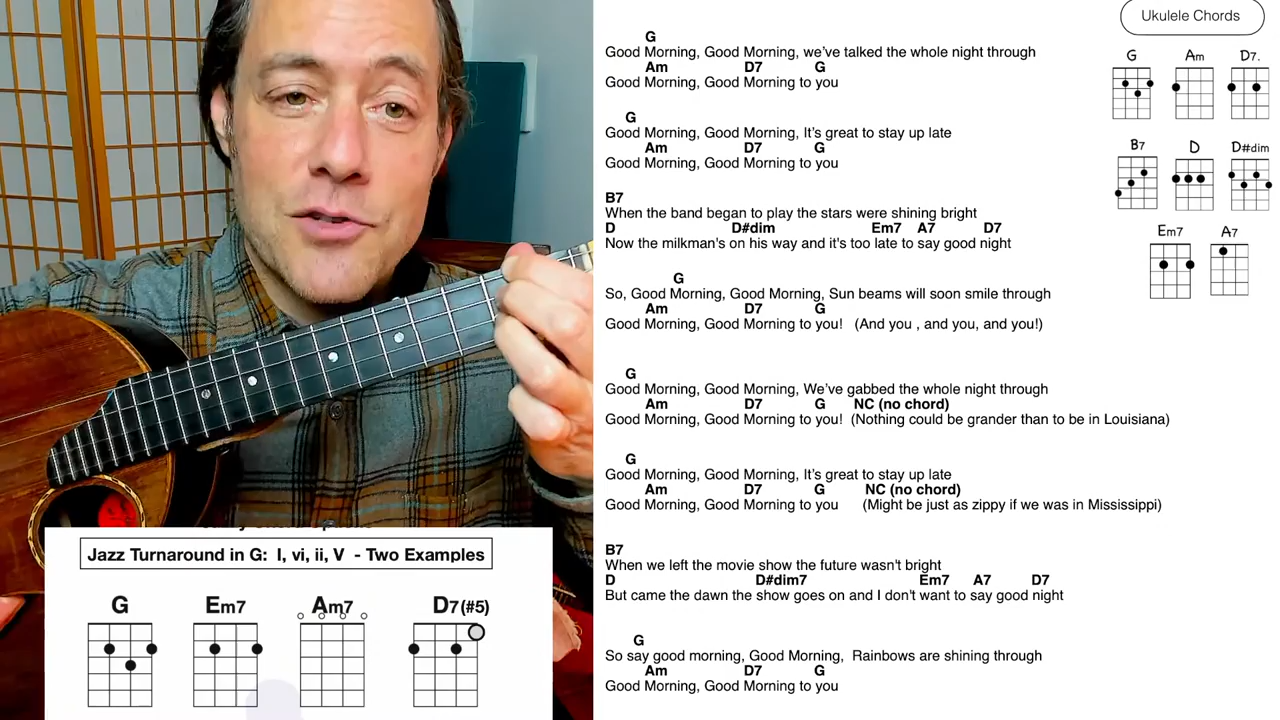 G
Good Morning, Good Morning, we've talked the whole night through
Am D7 G
Good Morning, Good Morning to you
G
Good Morning, Good Morning, It's great to stay up late
Am D7 G
Good Morning, Good Morning to you
B7
When the band began to play the stars were shining bright
D D#dim Em7 A7 D7
Now the milkman's on his way and it's too late to say good night
G
So, Good Morning, Good Morning, Sun beams will soon smile through
Am D7 G
Good Morning, Good Morning to you! (And you , and you, and you!)
G
Good Morning, Good Morning, We've gabbed the whole night through
Am D7 G NC (no chord)
Good Morning, Good Morning to you! (Nothing could be grander than to be in Louisiana)
G
Good Morning, Good Morning, It's great to stay up late
Am D7 G NC (no chord)
Good Morning, Good Morning to you (Might be just as zippy if we was in Mississippi)
B7
When we left the movie show the future wasn't bright
D D#dim7 Em7 A7 D7
But came the dawn the show goes on and I don't want to say good night
G
So say good morning, Good Morning, Rainbows are shining through
Am D7 G
Good Morning, Good Morning to you
Ukulele Chords
G Am D7.
B7 D D#dim
Em7 A7
Jazz Turnaround in G: I, vi, ii, V - Two Examples
G Em7 Am7 D7(#5)